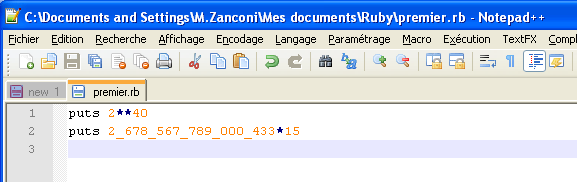 C:\Documents and Settings\M.Zanconi\Mes documents\Ruby\premier.rb - Notepad++
Fichier Edition Recherche Affichage Encodage Langage Paramétrage Macro Exécution TextFX Compl
new 1 premier.rb
1 puts 2**40
2 puts 2_678_567_789_000_433*15
3